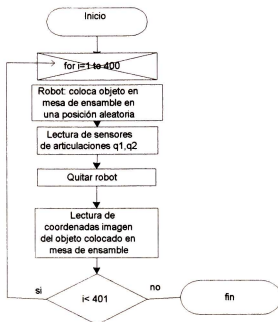 Inicio
for i=1 to 400
Robot: coloca objeto en
mesa de ensamble en
una posición aleatoria
Lectura de sensores
de articulaciones q1,q2
Quitar robot
Lectura de
coordenadas imagen
del objeto colocado en
mesa de ensamble
si
no
i< 401
fin